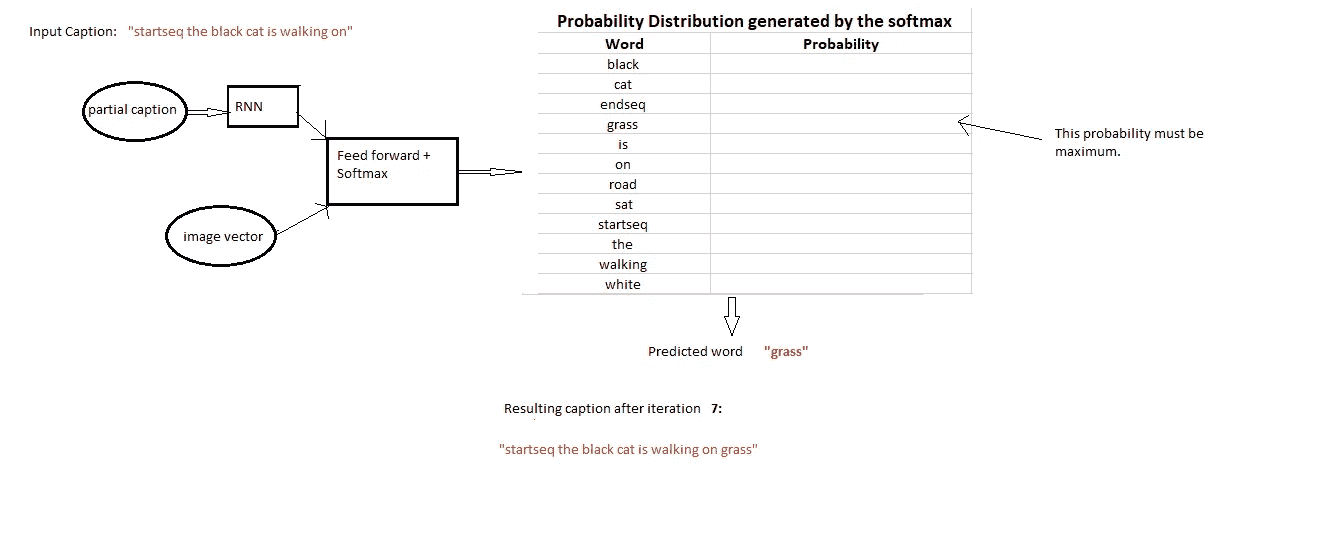 Input Caption: "startseq the black cat is walking on"
partial caption
RNN
Feed forward +
Softmax
image vector
Probability Distribution generated by the softmax
Word Probability
black
cat
endseq
grass
is
on
road
sat
startseq
the
walking
white
This probability must be
maximum.
Predicted word "grass"
Resulting caption after iteration 7:
"startseq the black cat is walking on grass"